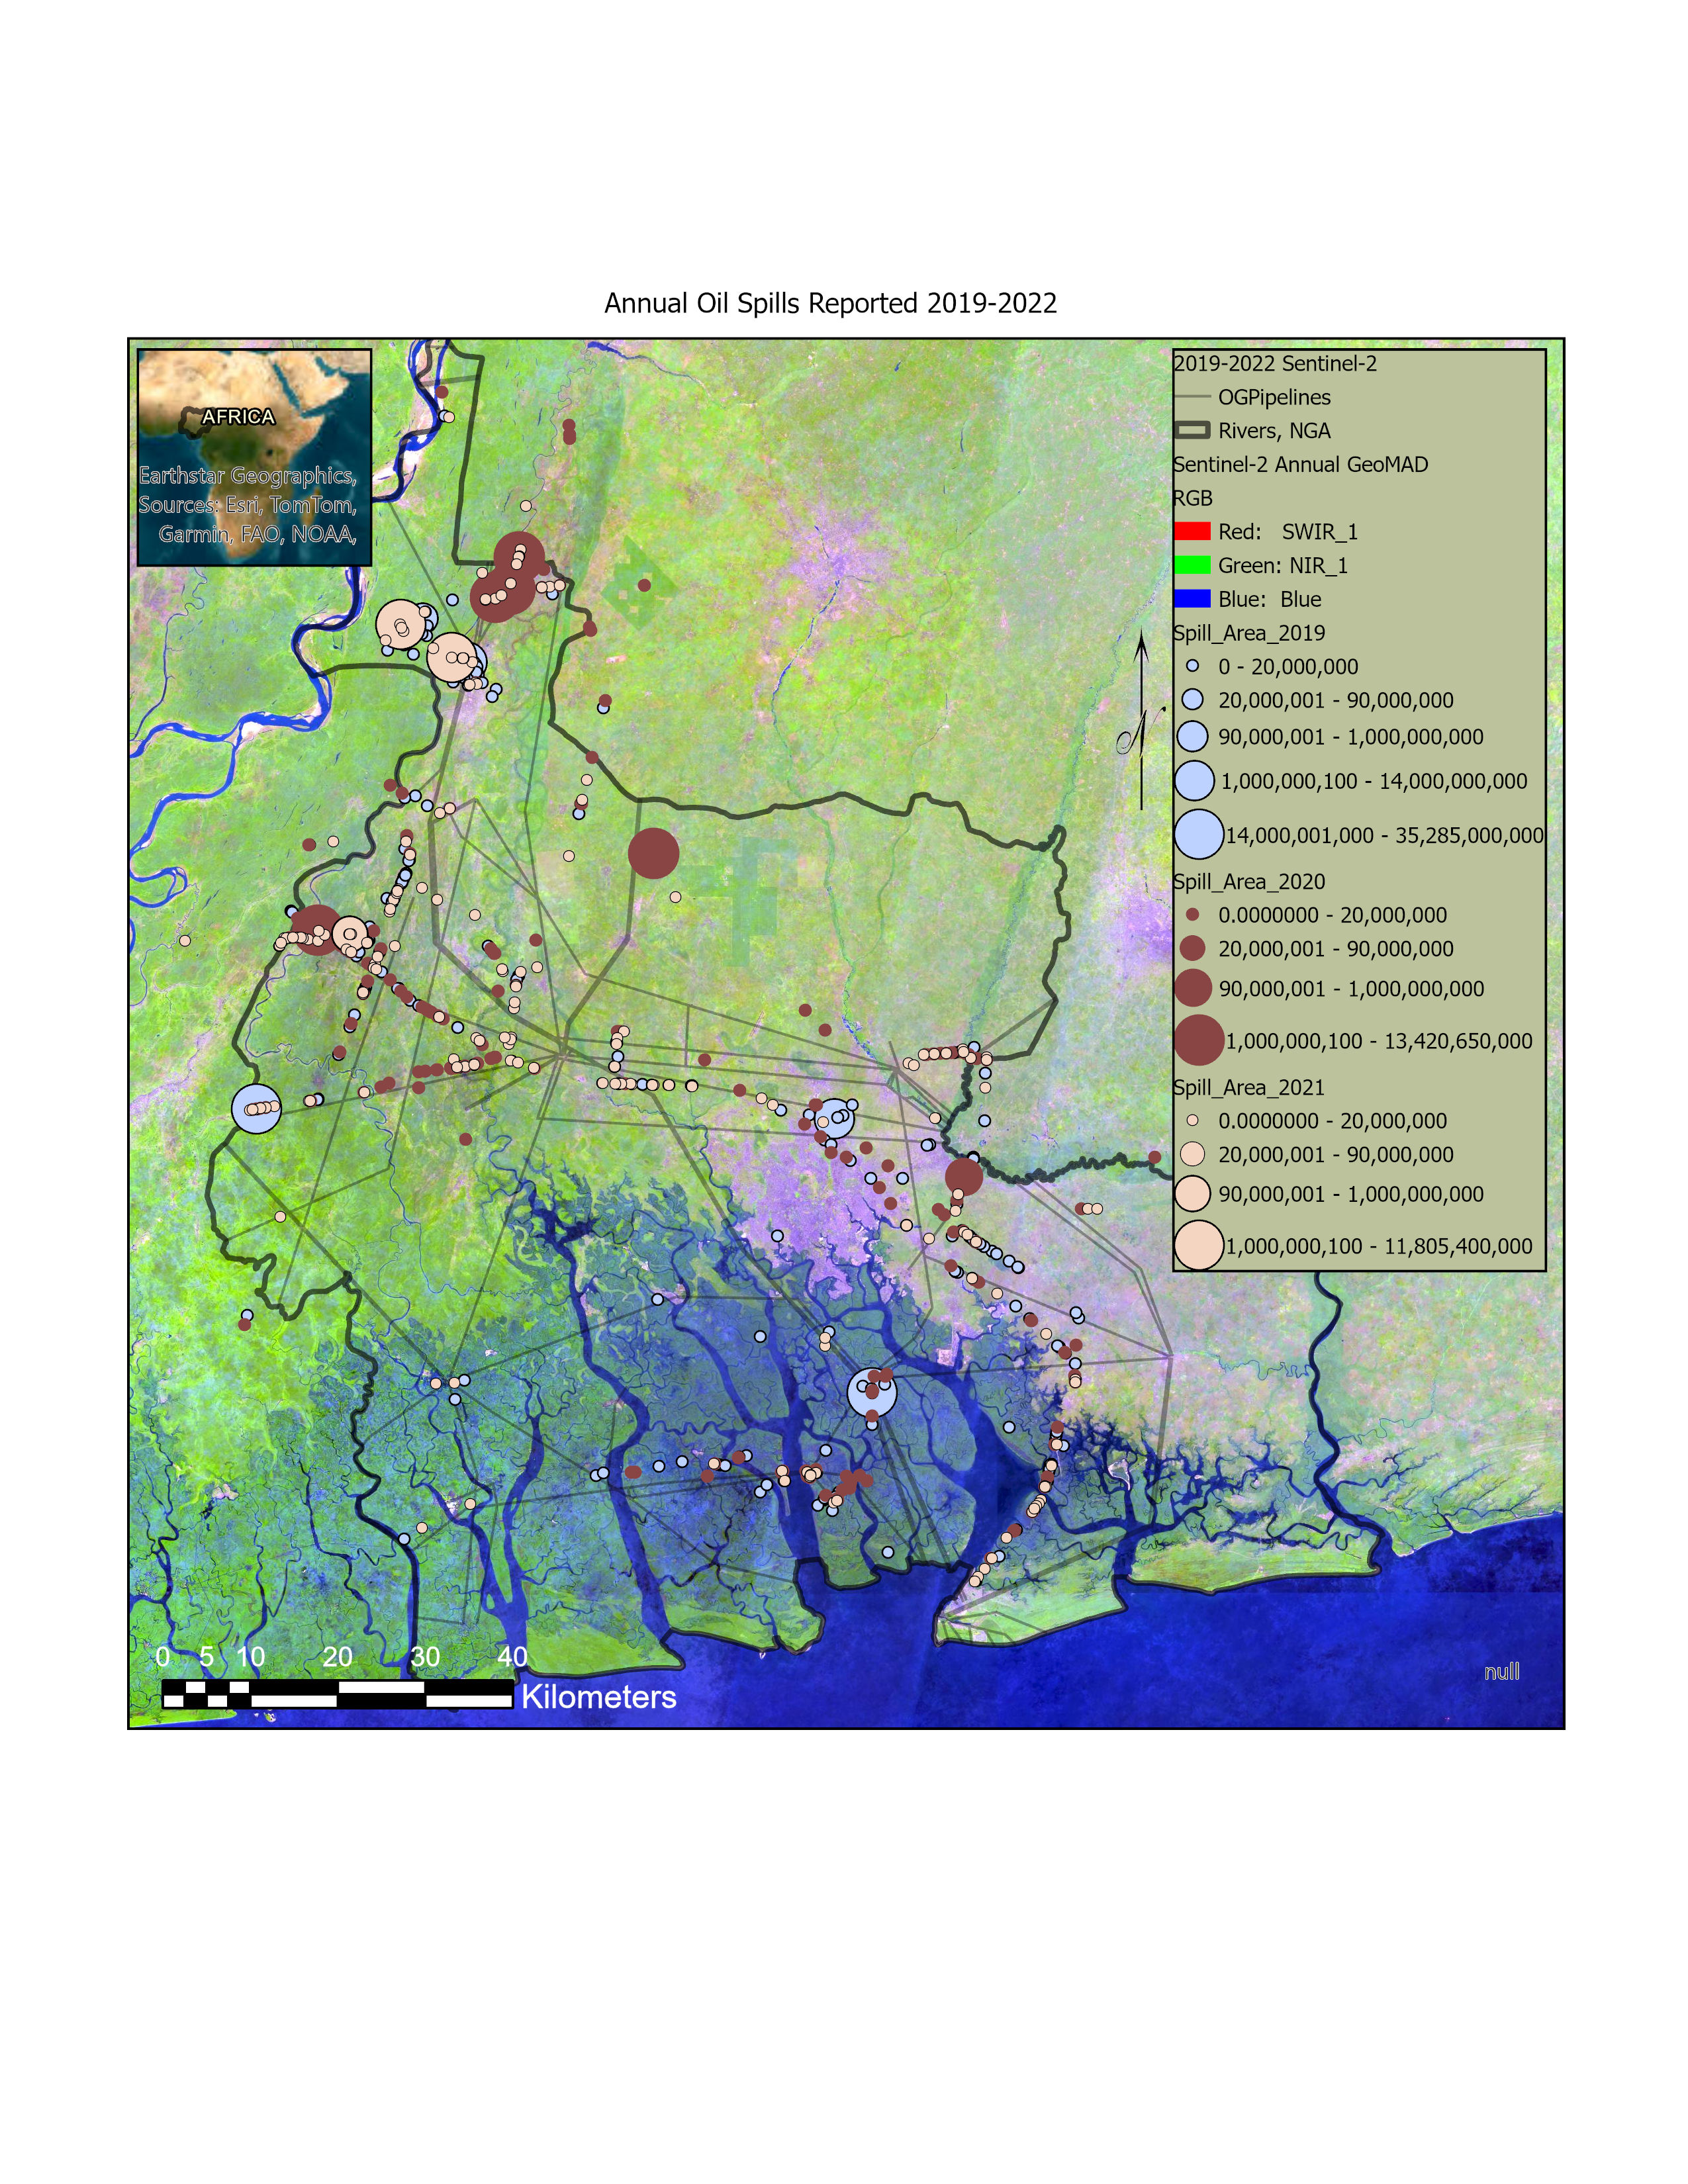 Annual Oil Spills Reported 2019-2022
AFRICA
Earthstar Geographics,
Sources: Esri, TomTom,
Garmin, FAO, NOAA,
2019-2022 Sentinel-2
OGPipelines
Rivers, NGA
Sentinel-2 Annual GeoMAD
RGB
Red: SWIR_1
Green: NIR_1
Blue: Blue
Spill_Area_2019
0 - 20,000,000
20,000,001 - 90,000,000
90,000,001 - 1,000,000,000
1,000,000,100 - 14,000,000,000
14,000,001,000 - 35,285,000,000
Spill_Area_2020
0.0000000 - 20,000,000
20,000,001 - 90,000,000
90,000,001 - 1,000,000,000
1,000,000,100 - 13,420,650,000
Spill_Area_2021
0.0000000 - 20,000,000
20,000,001 - 90,000,000
90,000,001 - 1,000,000,000
1,000,000,100 - 11,805,400,000
N
null
0 5 10 20 30 40
Kilometers